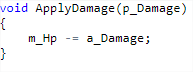 void ApplyDamage(p_Damage)
{
    m_Hp -= a_Damage;
}